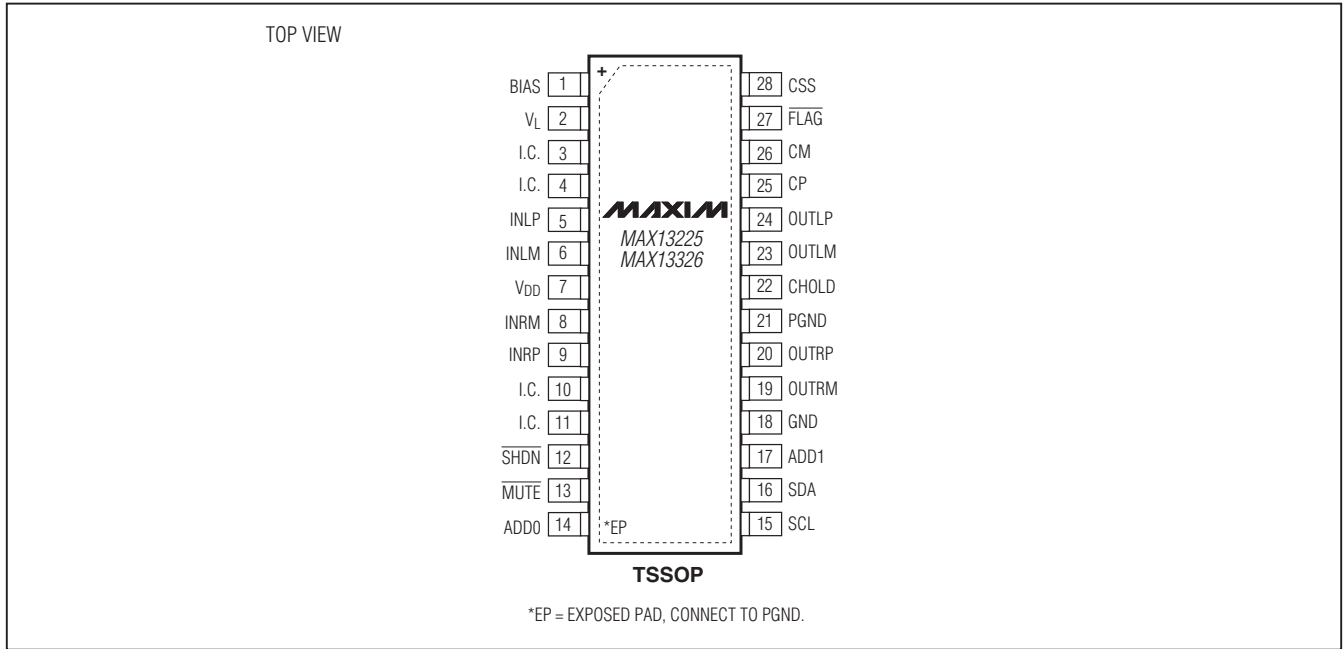 TOP VIEW
BIAS 1
VL 2
I.C. 3
I.C. 4
INLP 5
INLM 6
VDD 7
INRM 8
INRP 9
I.C. 10
I.C. 11
SHDN 12
MUTE 13
ADD0 14
+
MAXIM
MAX13225
MAX13326
*EP
28 CSS
27 FLAG
26 CM
25 CP
24 OUTLP
23 OUTLM
22 CHOLD
21 PGND
20 OUTRP
19 OUTRM
18 GND
17 ADD1
16 SDA
15 SCL
TSSOP
*EP = EXPOSED PAD, CONNECT TO PGND.